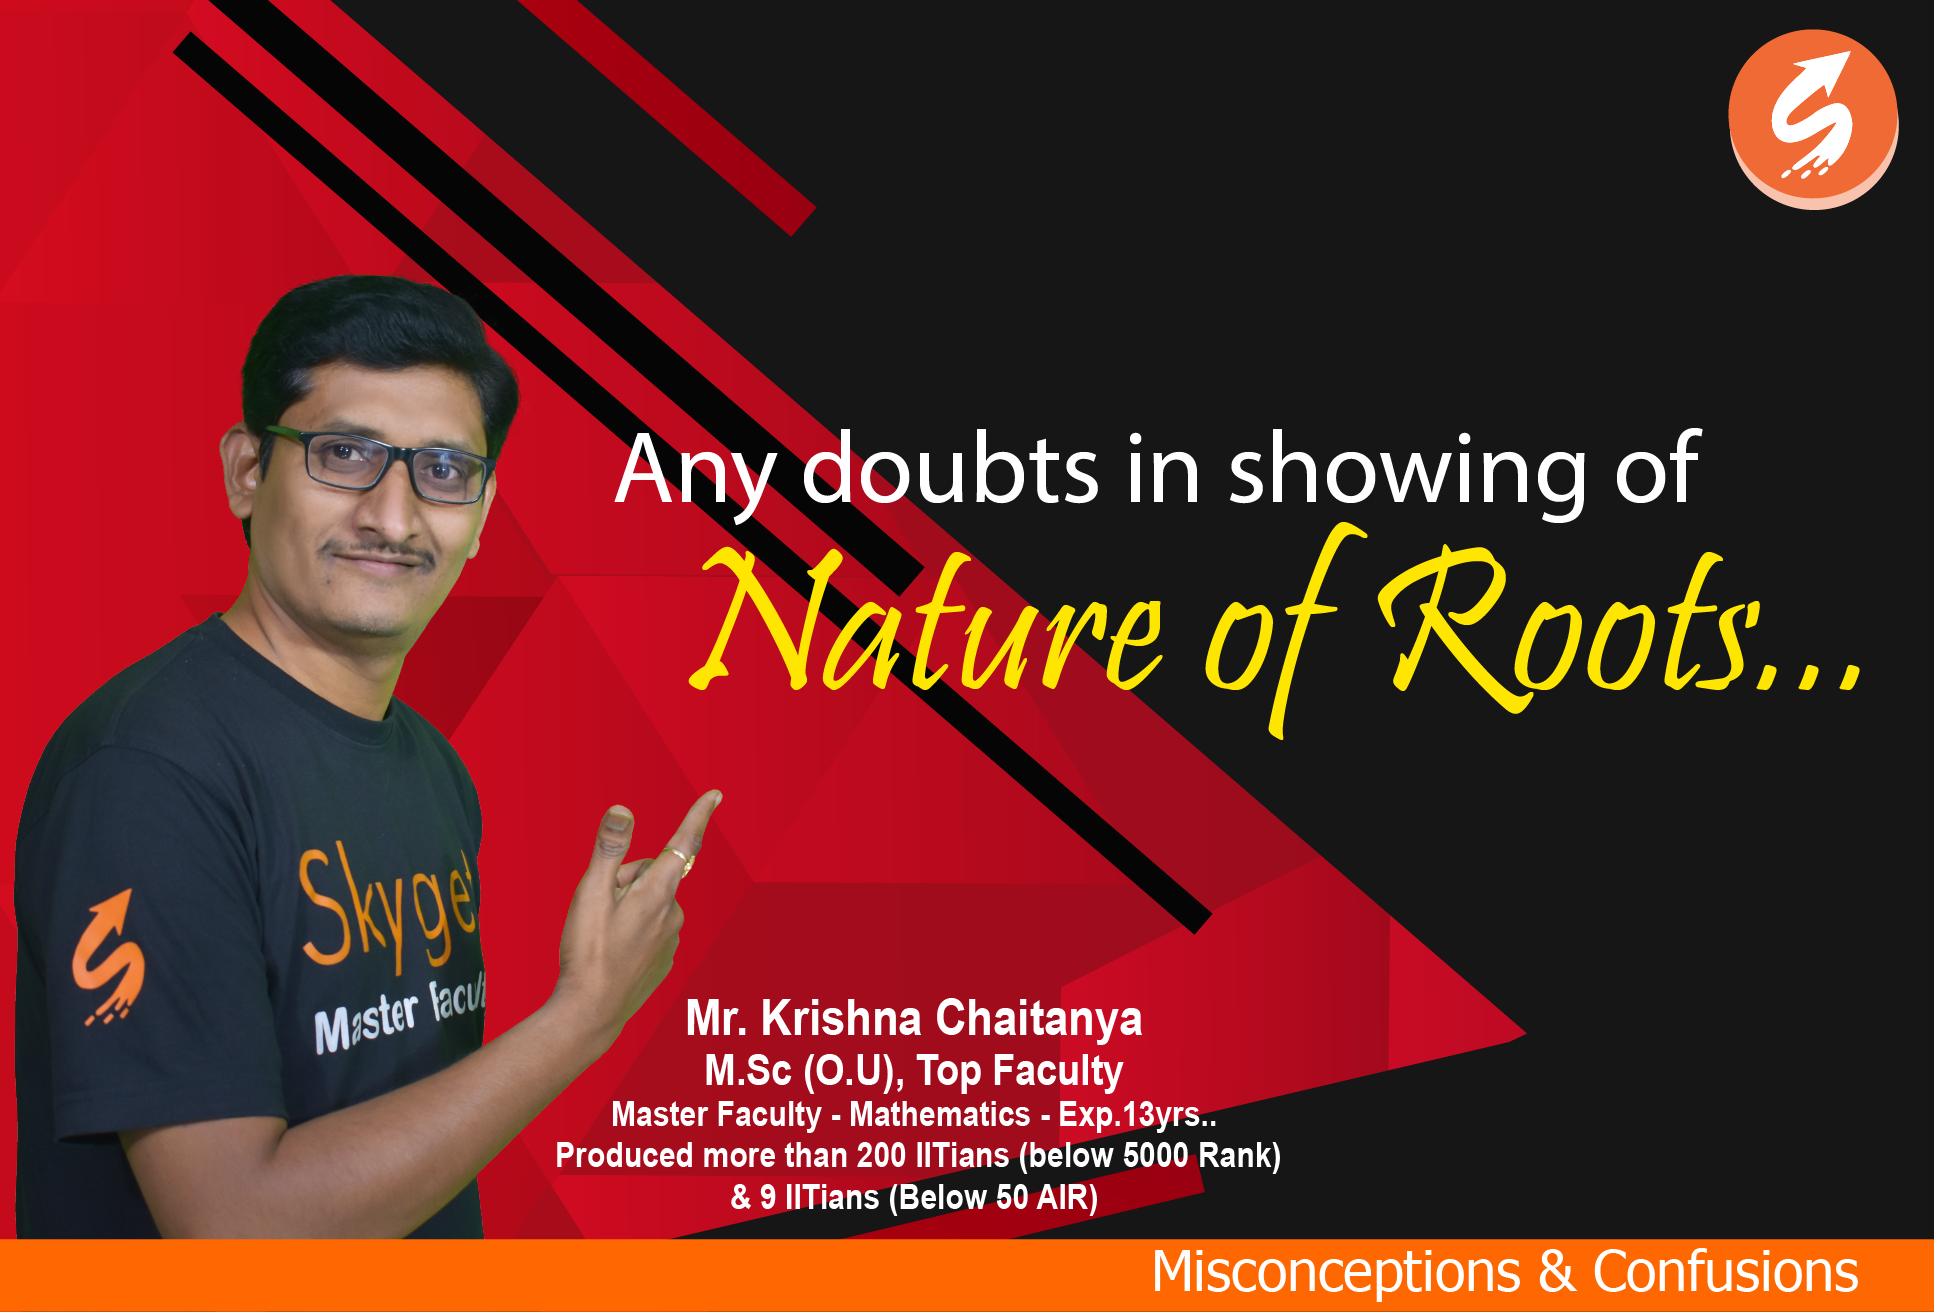 Any doubts in showing of
Nature of Roots...
Skyget
Master Facult
Mr. Krishna Chaitanya
M.Sc (O.U), Top Faculty
Master Faculty - Mathematics - Exp.13yrs..
Produced more than 200 IITians (below 5000 Rank)
& 9 IITians (Below 50 AIR)
Misconceptions & Confusions